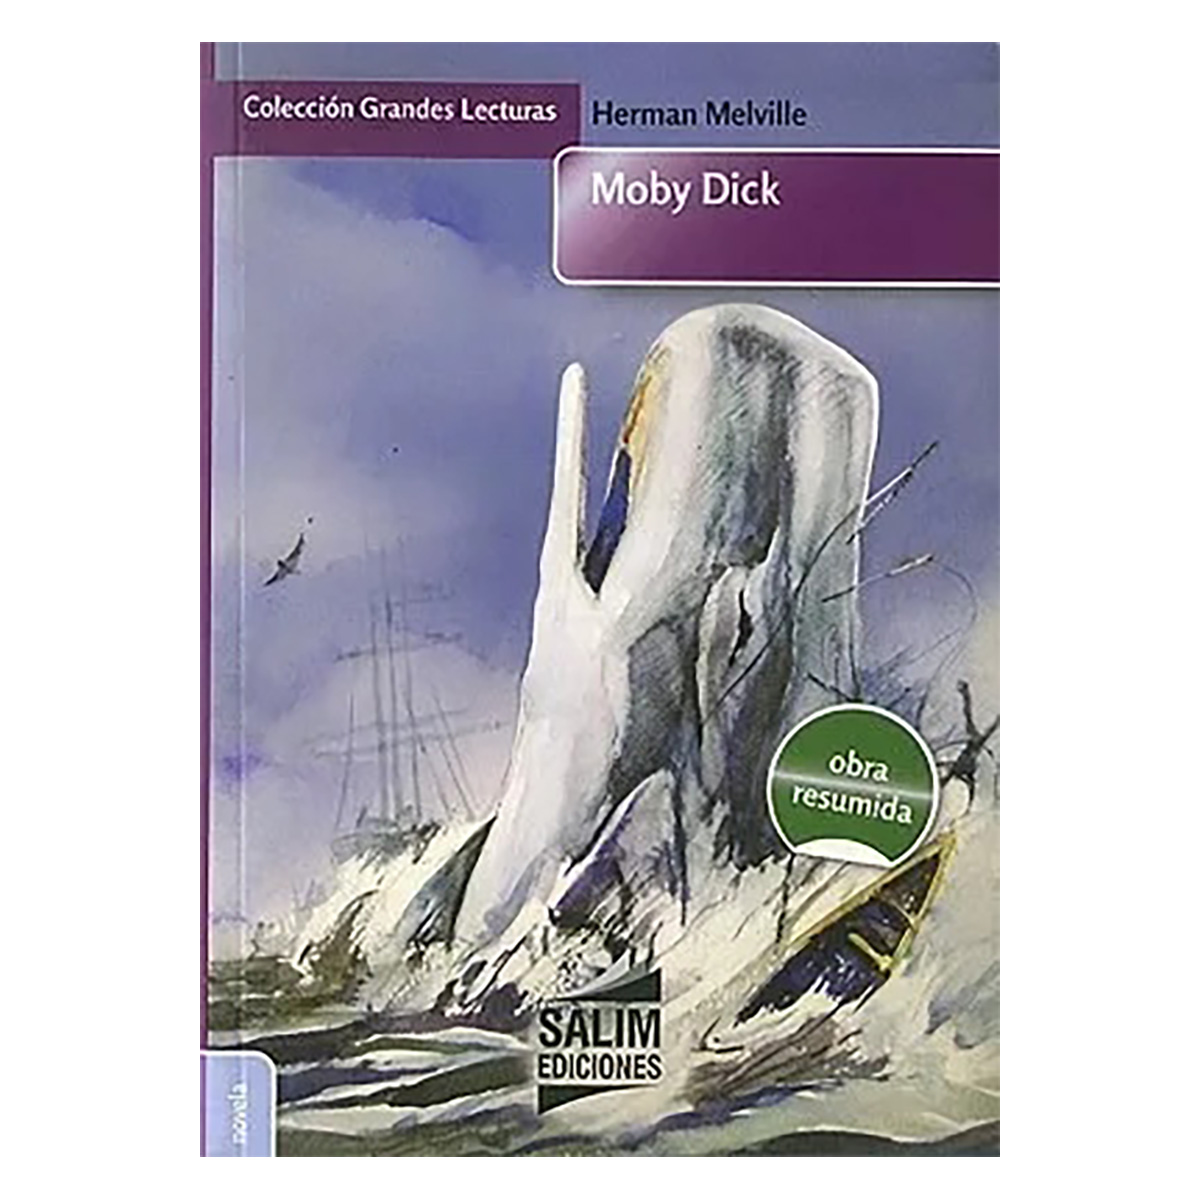 Colección Grandes Lecturas
Herman Melville
Moby Dick
obra
resumida
SALIM
EDICIONES
novela